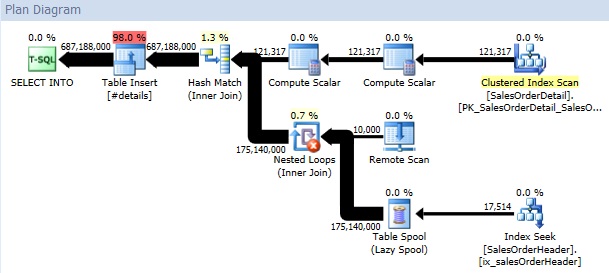 Plan Diagram
0.0 % 98.0 % 1.3 % 0.0 % 0.0 % 0.0 %
T-SQL 687,188,000 687,188,000 121,317 121,317 121,317
SELECT INTO Table Insert Hash Match Compute Scalar Compute Scalar Clustered Index Scan
[#details] (Inner Join) [SalesOrderDetail].
[PK_SalesOrderDetail_SalesO...
0.7 % 0.0 %
10,000
175,140,000 Nested Loops Remote Scan
(Inner Join)
0.0 % 0.0 %
17,514
175,140,000 Table Spool Index Seek
(Lazy Spool) [SalesOrderHeader].
[ix_salesOrderHeader]